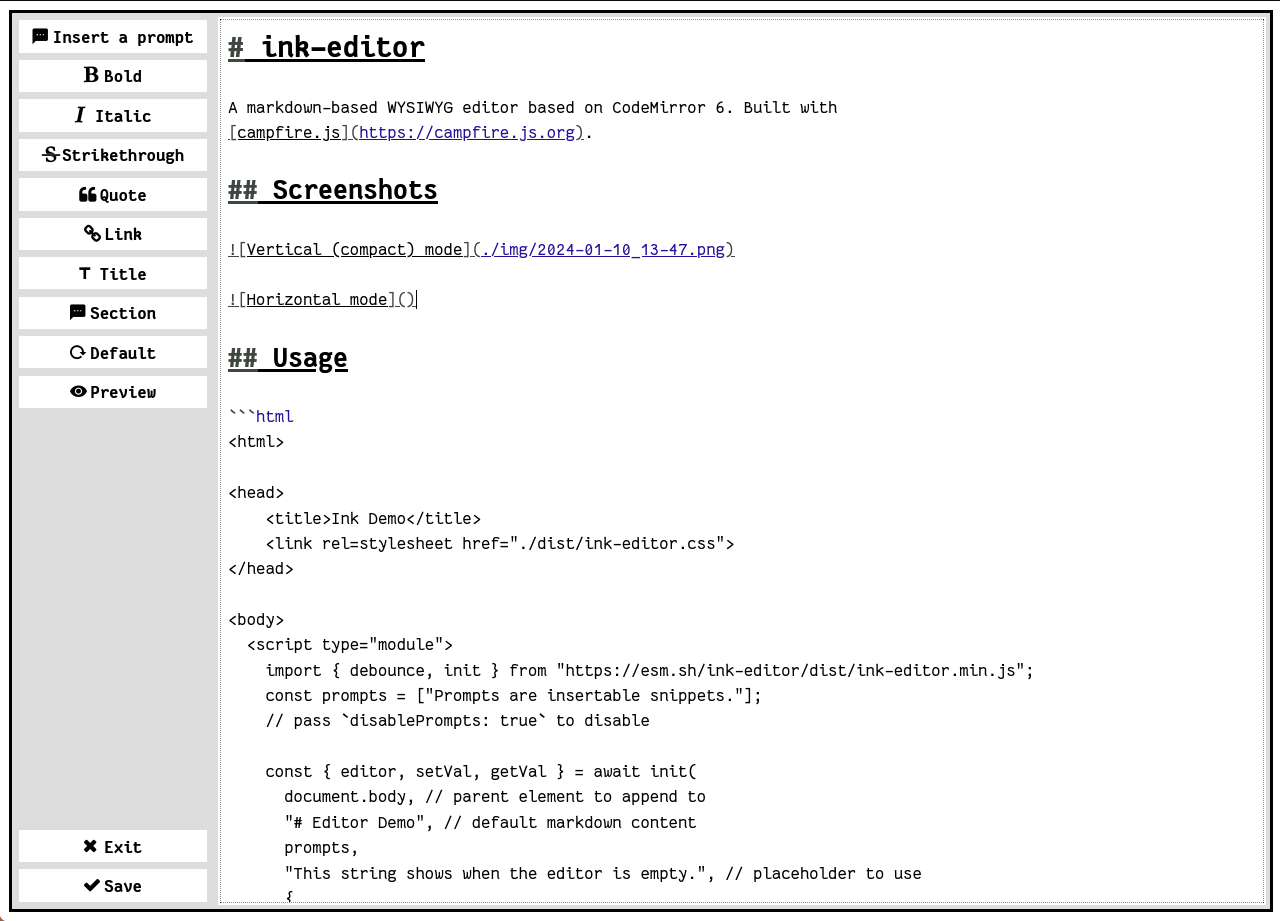 Insert a prompt
B Bold
I Italic
S Strikethrough
Quote
Link
T Title
Section
Default
Preview
Exit
Save
# ink-editor
A markdown-based WYSIWYG editor based on CodeMirror 6. Built with
[campfire.js](https://campfire.js.org).
## Screenshots
![Vertical (compact) mode](./img/2024-01-10_13-47.png)
![Horizontal mode]()
## Usage
```html
<html>
<head>
    <title>Ink Demo</title>
    <link rel=stylesheet href="./dist/ink-editor.css">
</head>
<body>
  <script type="module">
    import { debounce, init } from "https://esm.sh/ink-editor/dist/ink-editor.min.js";
    const prompts = ["Prompts are insertable snippets."];
    // pass `disablePrompts: true` to disable
    const { editor, setVal, getVal } = await init(
      document.body, // parent element to append to
      "# Editor Demo", // default markdown content
      prompts,
      "This string shows when the editor is empty.", // placeholder to use
      {